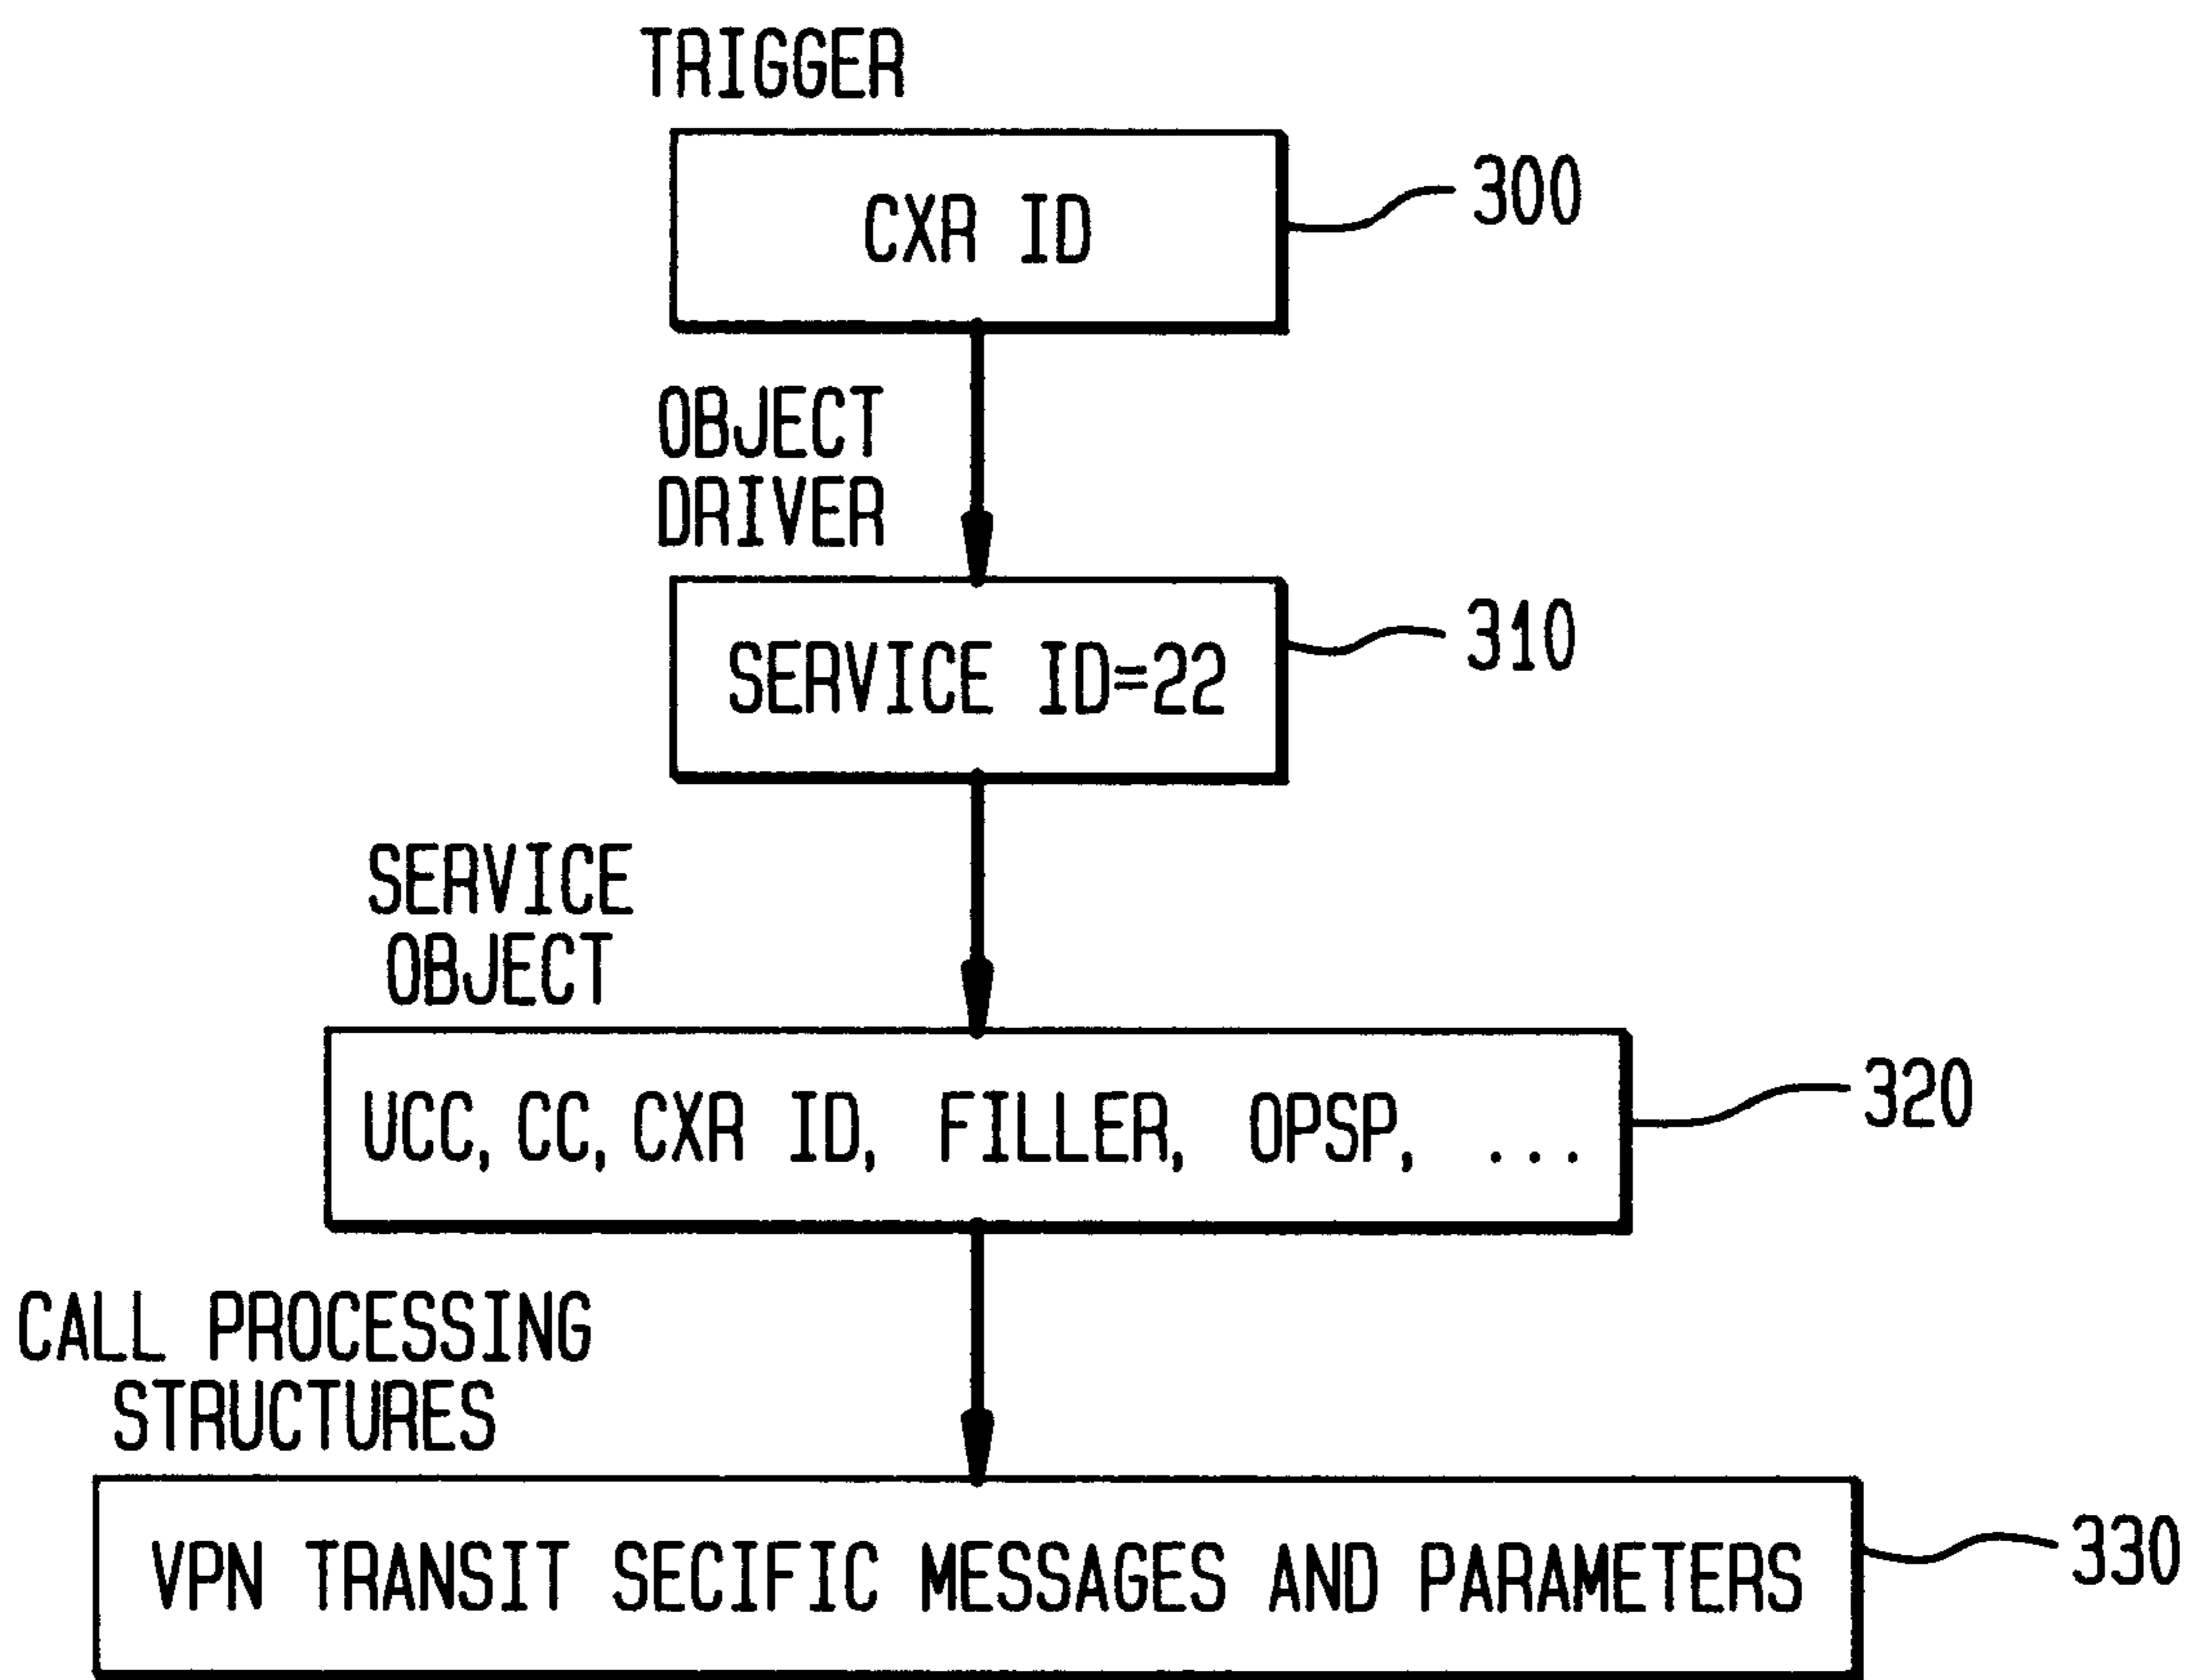 TRIGGER
CXR ID
300
OBJECT
DRIVER
SERVICE ID=22
310
SERVICE
OBJECT
UCC, CC, CXR ID, FILLER, OPSP, ...
320
CALL PROCESSING
STRUCTURES
VPN TRANSIT SECIFIC MESSAGES AND PARAMETERS
330